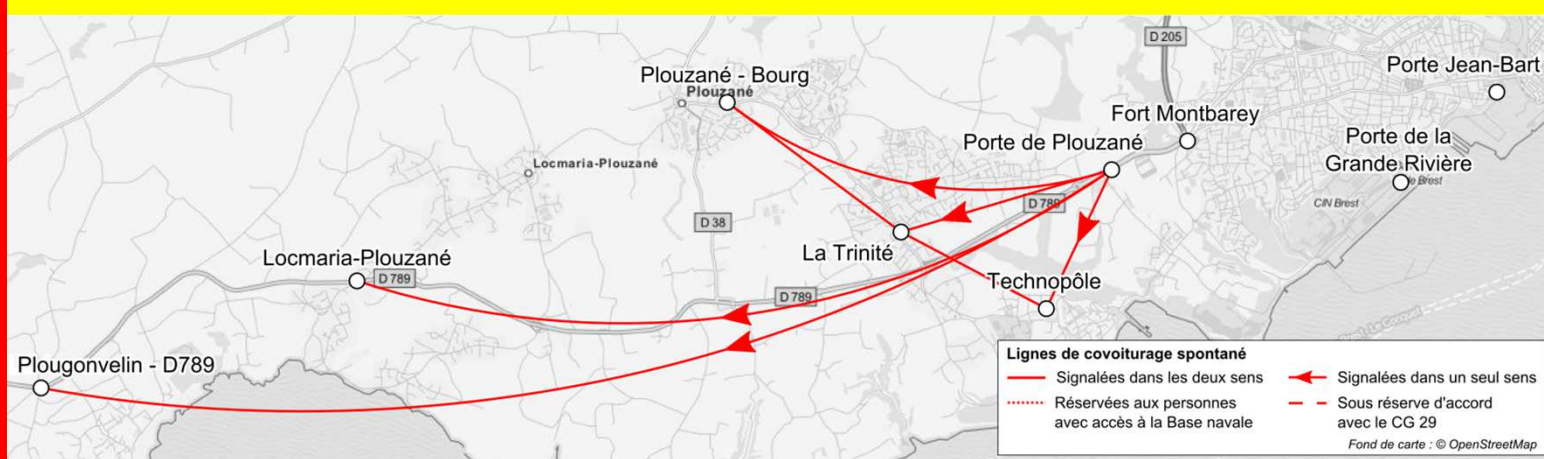 D 205
Porte Jean-Bart
Plouzané - Bourg
Plouzané
Fort Montbarey
Porte de Plouzané
Porte de la
Grande Rivière
de Brest
Locmaria-Plouzané
CIN Brest
D 789
D 38
La Trinité
Locmaria-Plouzané
D 789
Technopôle
D 789
Plougonvelin - D789
Lignes de covoiturage spontané
Signalées dans les deux sens
Signalées dans un seul sens
Réservées aux personnes
avec accès à la Base navale
Sous réserve d'accord
avec le CG 29
Fond de carte : © OpenStreetMap